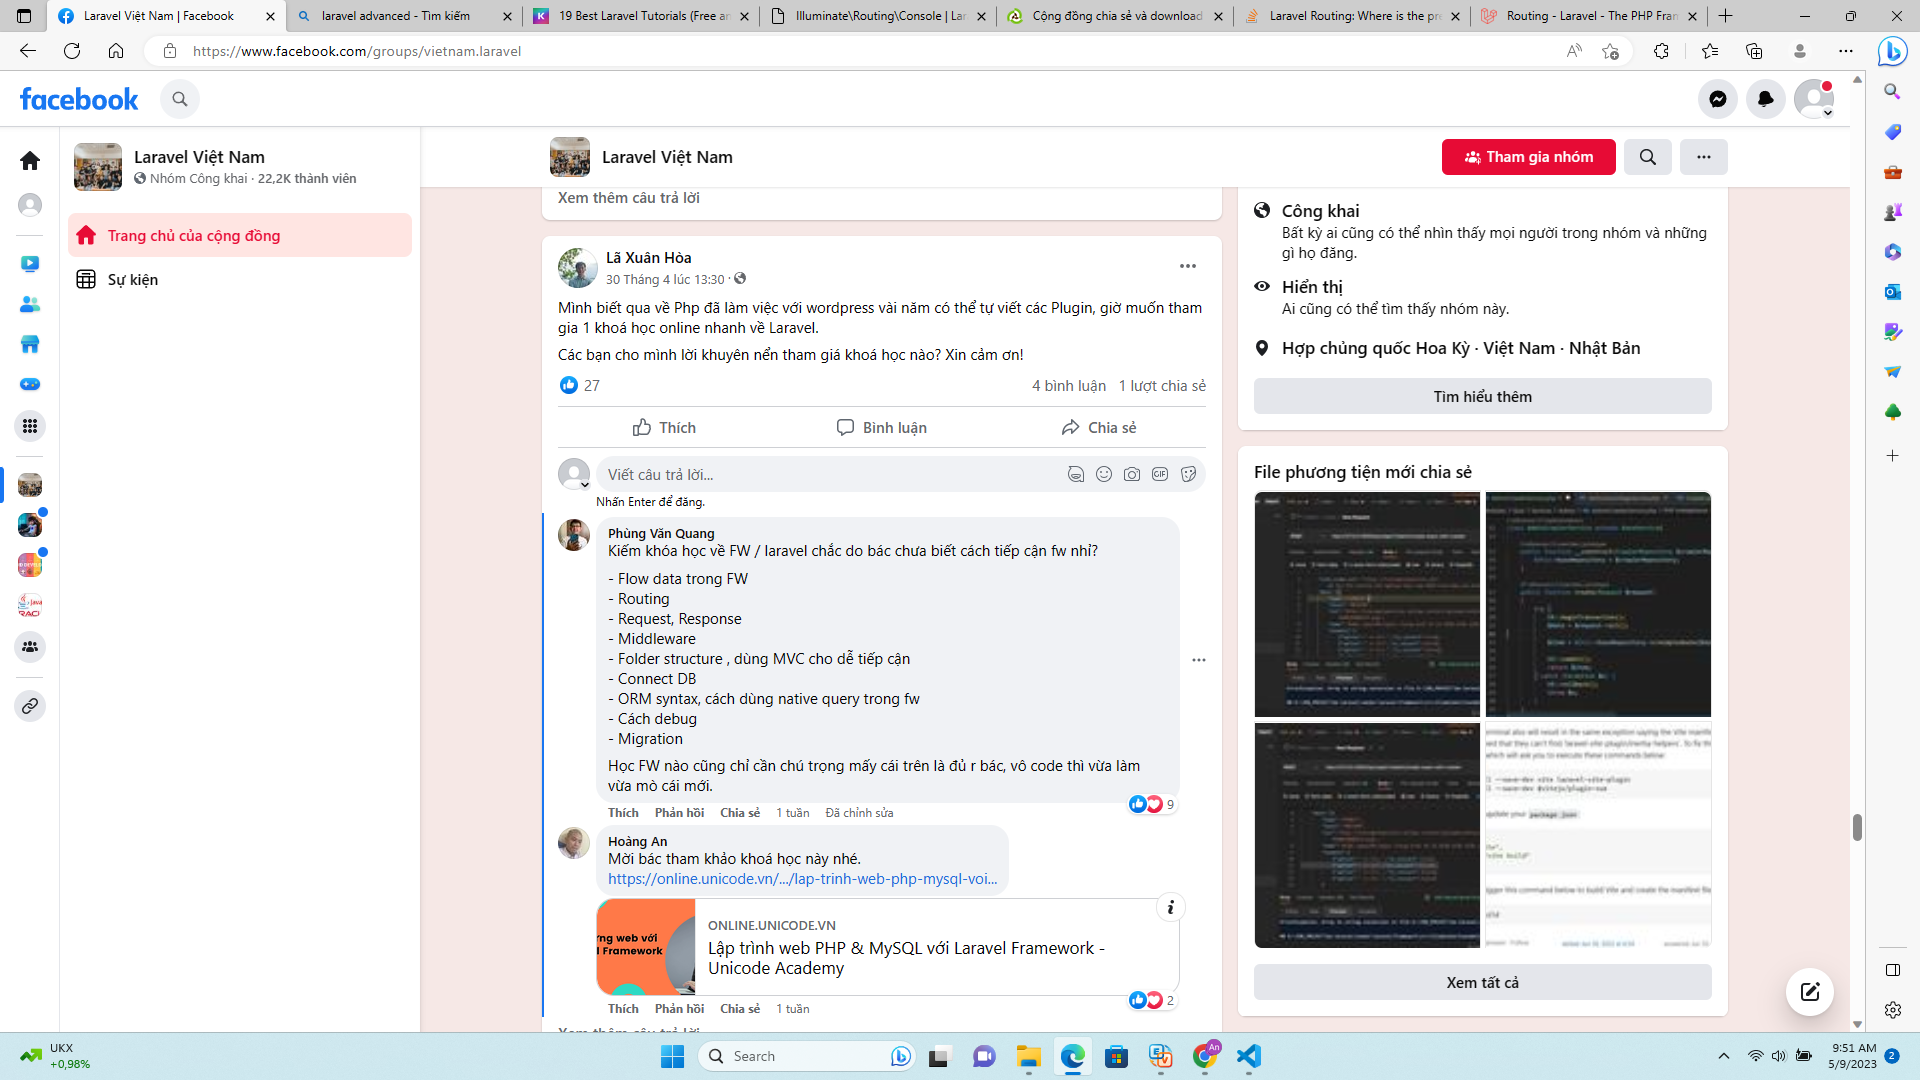 Laravel Việt Nam | Facebook
laravel advanced - Tìm kiếm
19 Best Laravel Tutorials (Free an
Illuminate\Routing\Console | Lar
Cộng đồng chia sẻ và download
Laravel Routing: Where is the pre
Routing - Laravel - The PHP Fran
https://www.facebook.com/groups/vietnam.laravel
facebook
Laravel Việt Nam
Nhóm Công khai · 22,2K thành viên
Trang chủ của cộng đồng
Sự kiện
Laravel Việt Nam
Tham gia nhóm
Xem thêm câu trả lời
Lã Xuân Hòa
30 Tháng 4 lúc 13:30 ·
Mình biết qua về Php đã làm việc với wordpress vài năm có thể tự viết các Plugin, giờ muốn tham
gia 1 khoá học online nhanh về Laravel.
Các bạn cho mình lời khuyên nển tham giá khoá học nào? Xin cảm ơn!
27
4 bình luận 1 lượt chia sẻ
Thích Bình luận Chia sẻ
Viết câu trả lời...
GIF
Nhấn Enter để đăng.
Phùng Văn Quang
Kiếm khóa học về FW / laravel chắc do bác chưa biết cách tiếp cận fw nhỉ?
- Flow data trong FW
- Routing
- Request, Response
- Middleware
- Folder structure , dùng MVC cho dễ tiếp cận
- Connect DB
- ORM syntax, cách dùng native query trong fw
- Cách debug
- Migration
Học FW nào cũng chỉ cần chú trọng mấy cái trên là đủ r bác, vô code thì vừa làm
vừa mò cái mới.
9
Thích Phản hồi Chia sẻ 1 tuần Đã chỉnh sửa
Hoàng An
Mời bác tham khảo khoá học này nhé.
https://online.unicode.vn/.../lap-trinh-web-php-mysql-voi...
ng web với
Framework
ONLINE.UNICODE.VN
Lập trình web PHP & MySQL với Laravel Framework -
Unicode Academy
2
Thích Phản hồi Chia sẻ 1 tuần
Xem thêm câu trả lời
Công khai
Bất kỳ ai cũng có thể nhìn thấy mọi người trong nhóm và những
gì họ đăng.
Hiển thị
Ai cũng có thể tìm thấy nhóm này.
Hợp chủng quốc Hoa Kỳ · Việt Nam · Nhật Bản
Tìm hiểu thêm
File phương tiện mới chia sẻ
Xem tất cả
UKX
+0,98%
Search
An
9:51 AM
5/9/2023
2